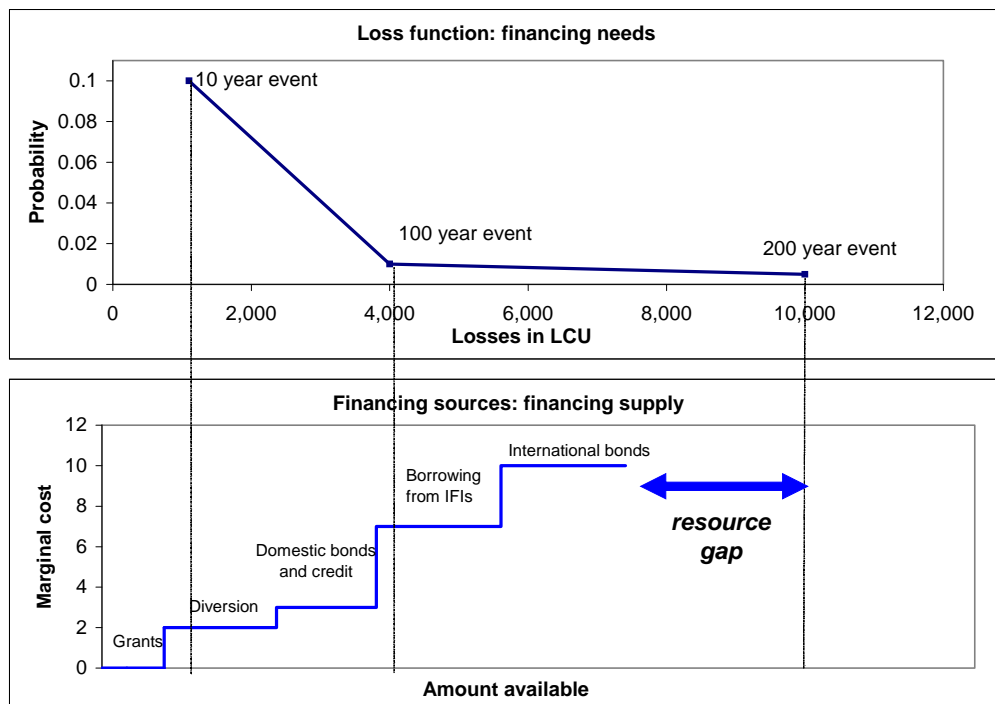 Loss function: financing needs
Probability
0.1
0.08
0.06
0.04
0.02
0
10 year event
100 year event
200 year event
0
2,000
4,000
6,000
8,000
10,000
12,000
Losses in LCU
Financing sources: financing supply
Marginal cost
12
10
8
6
4
2
0
International bonds
Borrowing
from IFIs
resource
gap
Domestic bonds
and credit
Diversion
Grants
Amount available